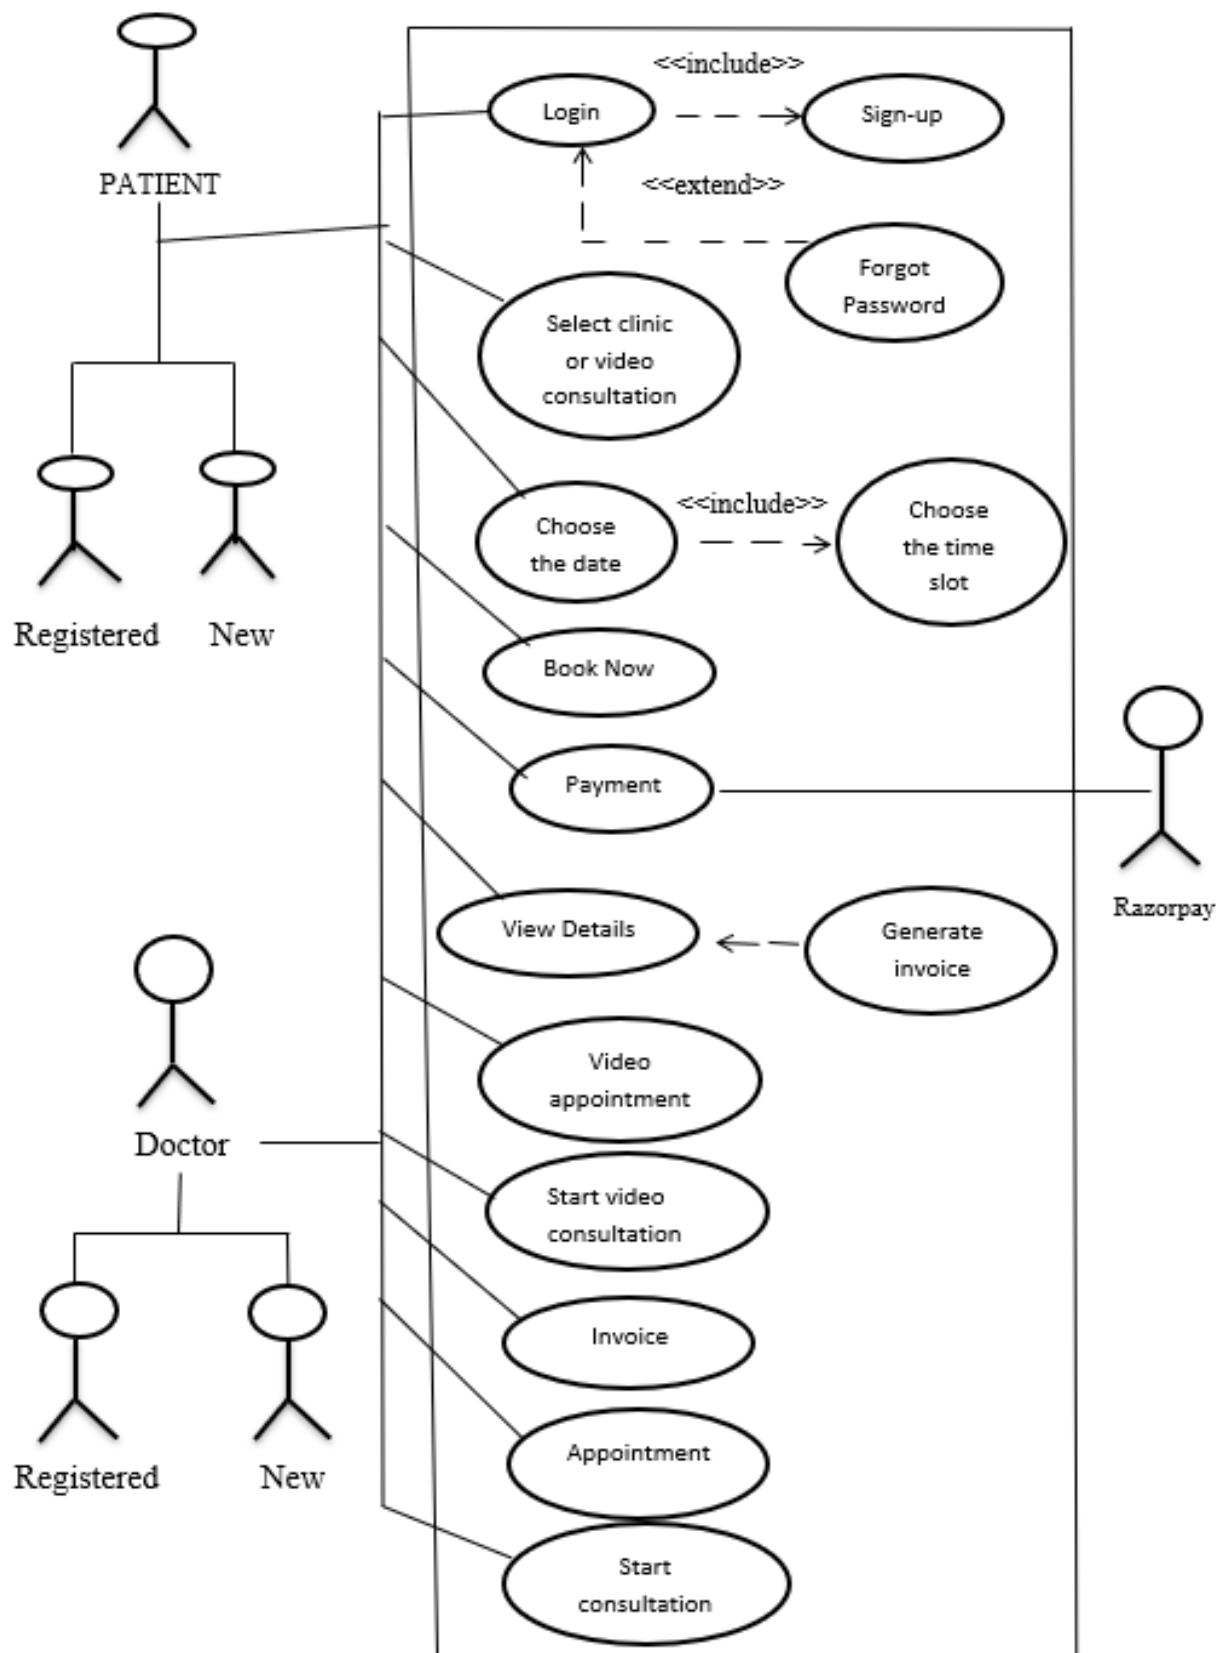 <<include>>
Login
Sign-up
PATIENT
<<extend>>
Forgot
Password
Select clinic
or video
consultation
Registered
New
Choose
the date
<<include>>
Choose
the time
slot
Book Now
Payment
Razorpay
View Details
Generate
invoice
Doctor
Video
appointment
Start video
consultation
Invoice
Registered
New
Appointment
Start
consultation